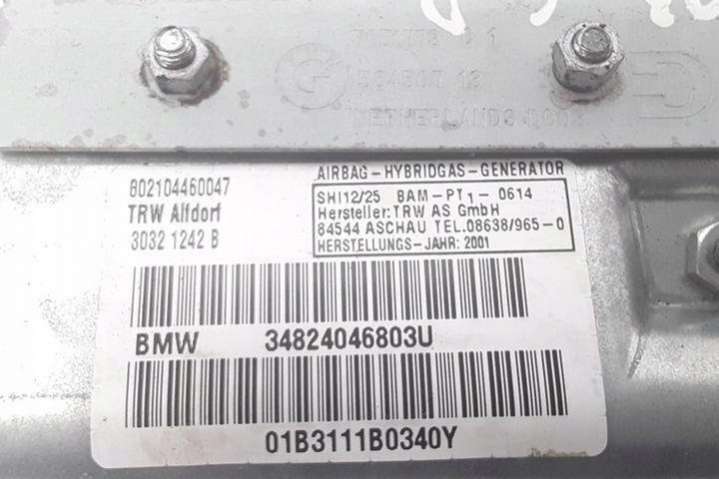 602104460047
TRW Alfdorf
3032 1242 B
AIRBAG-HYBRIDGAS-GENERATOR
SHI12/25 BAM-PT1-0614
Hersteller: TRW AS GmbH
84544 ASCHAU TEL.08638/965-0
HERSTELLUNGS-JAHR: 2001
BMW 34824046803U
01B3111B0340Y